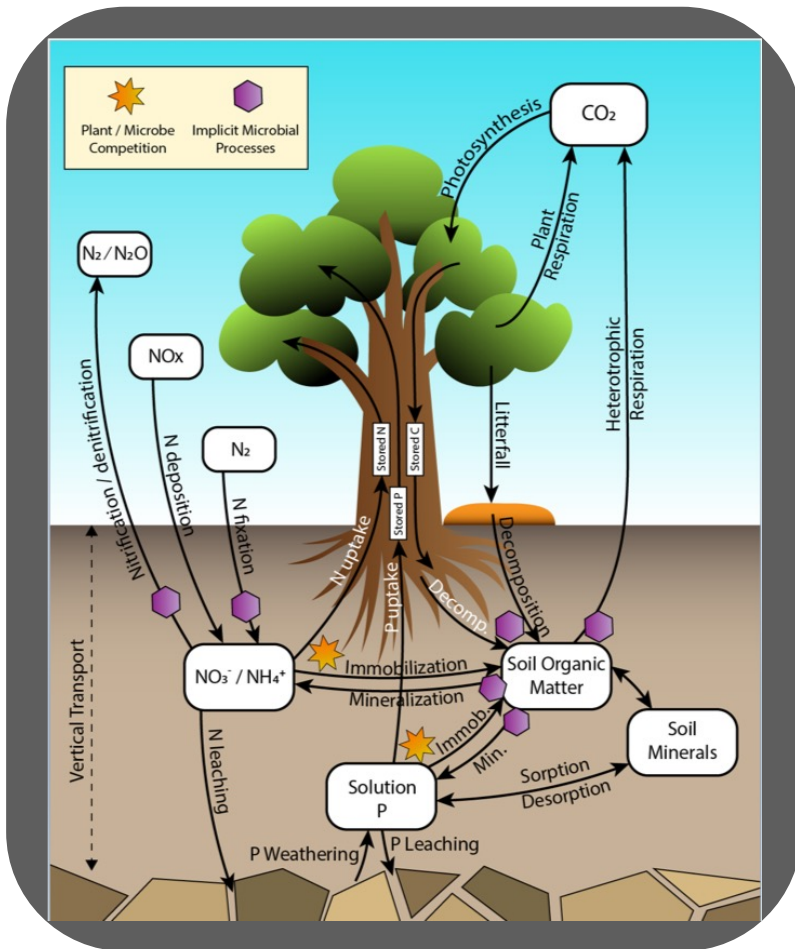 Plant / Microbe
Competition
Implicit Microbial
Processes
CO₂
Photosynthesis
Plant
Respiration
Heterotrophic
Respiration
N₂ / N₂O
NOx
N₂
Nitrification / denitrification
N deposition
N fixation
Stored N
Stored P
Stored C
Litterfall
N uptake
P uptake
Decomp.
Decomposition
Vertical Transport
NO₃⁻ / NH₄⁺
Immobilization
Mineralization
Soil Organic
Matter
Immob.
Min.
Soil
Minerals
Sorption
Desorption
Solution
P
N leaching
P Weathering
P Leaching